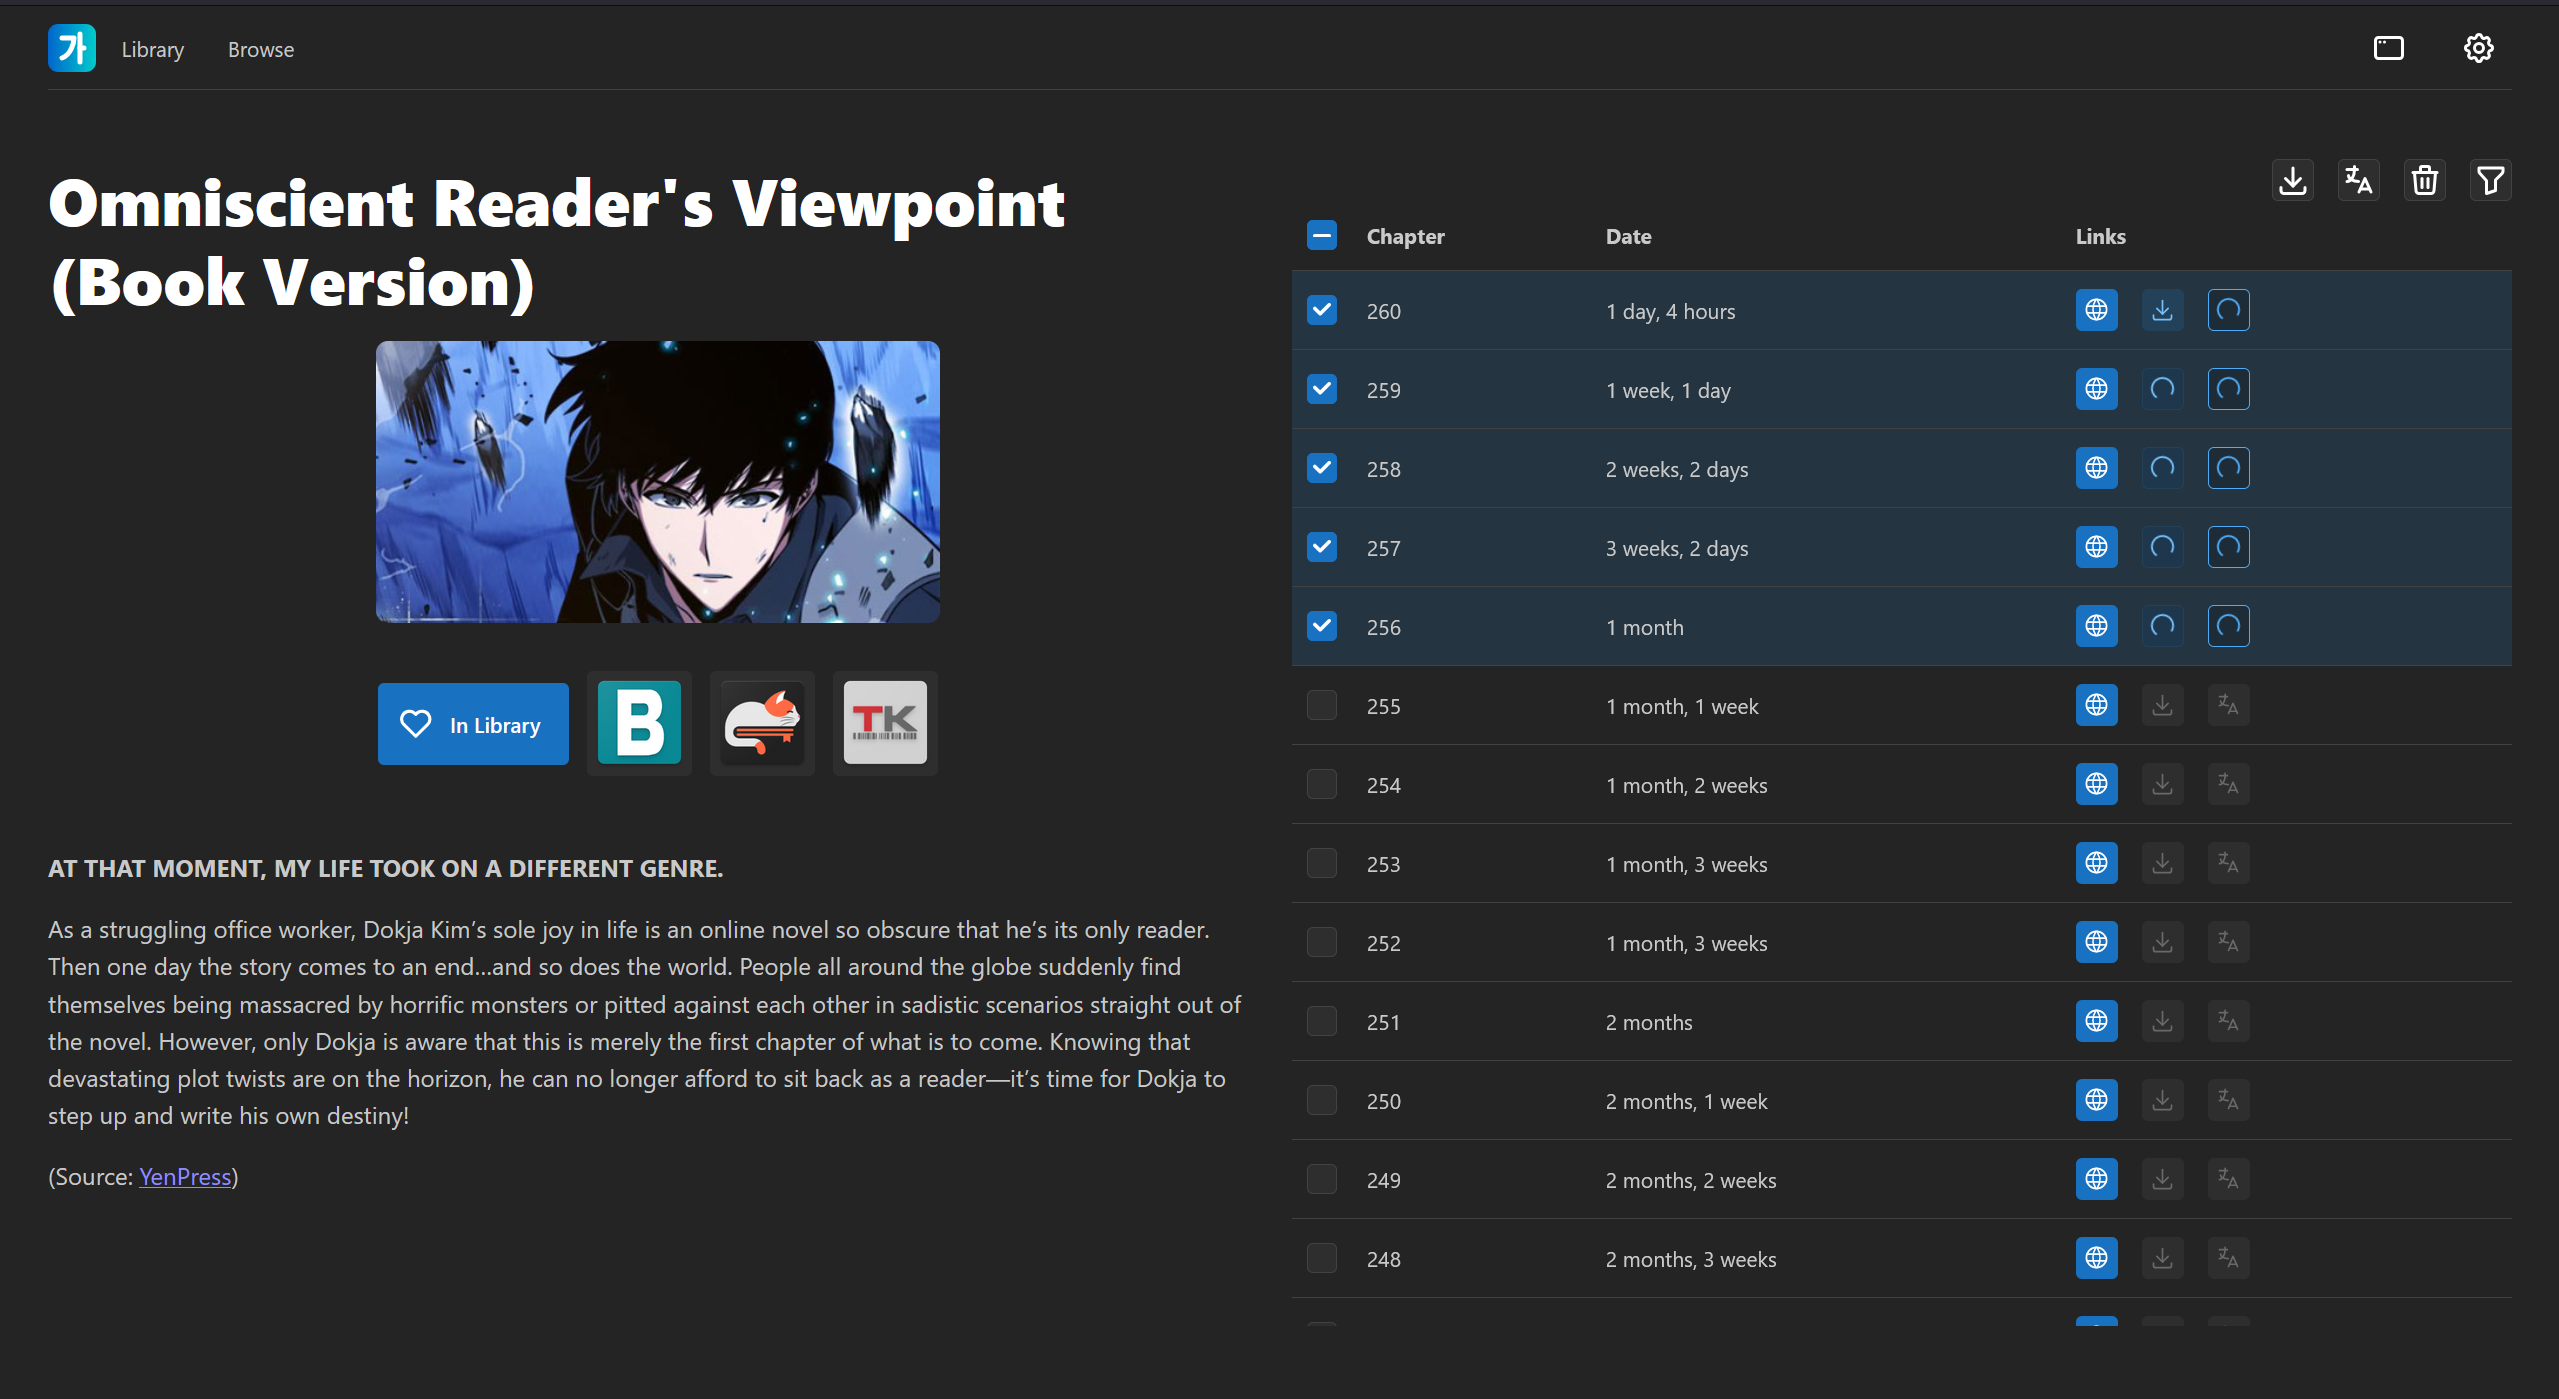 가 Library Browse
Omniscient Reader's Viewpoint
(Book Version)
In Library
B
TK
AT THAT MOMENT, MY LIFE TOOK ON A DIFFERENT GENRE.
As a struggling office worker, Dokja Kim’s sole joy in life is an online novel so obscure that he’s its only reader.
Then one day the story comes to an end…and so does the world. People all around the globe suddenly find
themselves being massacred by horrific monsters or pitted against each other in sadistic scenarios straight out of
the novel. However, only Dokja is aware that this is merely the first chapter of what is to come. Knowing that
devastating plot twists are on the horizon, he can no longer afford to sit back as a reader—it’s time for Dokja to
step up and write his own destiny!
(Source: YenPress)
Chapter Date Links
260 1 day, 4 hours
259 1 week, 1 day
258 2 weeks, 2 days
257 3 weeks, 2 days
256 1 month
255 1 month, 1 week
254 1 month, 2 weeks
253 1 month, 3 weeks
252 1 month, 3 weeks
251 2 months
250 2 months, 1 week
249 2 months, 2 weeks
248 2 months, 3 weeks